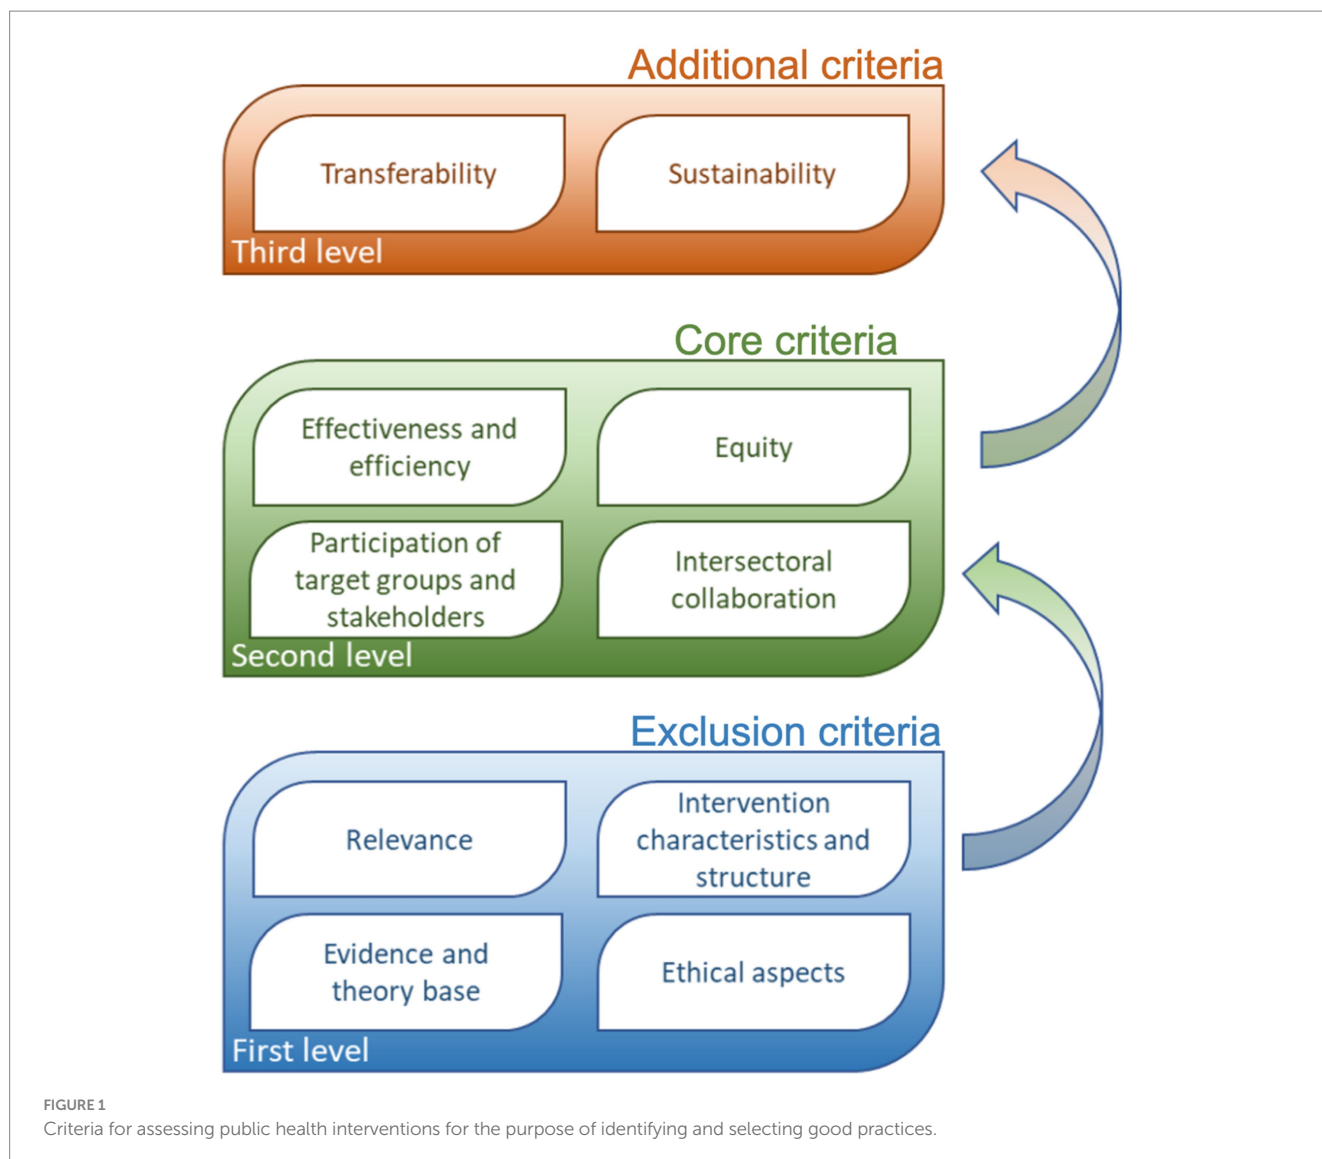 Additional criteria
Transferability
Sustainability
Third level
Core criteria
Effectiveness and
efficiency
Equity
Participation of
target groups and
stakeholders
Intersectoral
collaboration
Second level
Exclusion criteria
Relevance
Intervention
characteristics and
structure
Evidence and
theory base
Ethical aspects
First level
FIGURE 1
Criteria for assessing public health interventions for the purpose of identifying and selecting good practices.